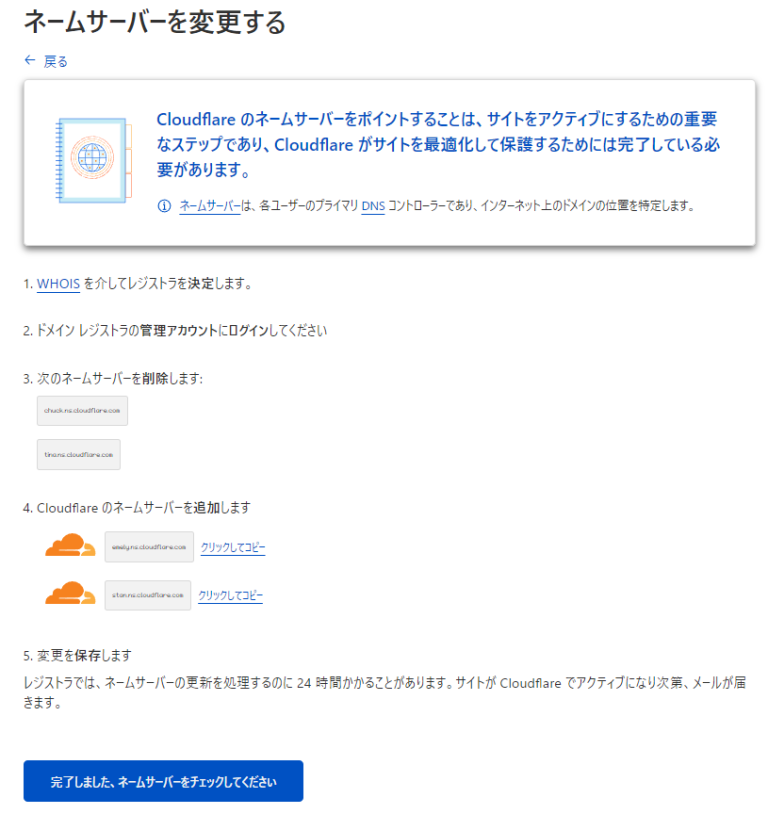 ネームサーバーを変更する
← 戻る
Cloudflare のネームサーバーをポイントすることは、サイトをアクティブにするための重要
なステップであり、Cloudflare がサイトを最適化して保護するためには完了している必
要があります。
ネームサーバーは、各ユーザーのプライマリ DNS コントローラーであり、インターネット上のドメインの位置を特定します。
1. WHOIS を介してレジストラを決定します。
2. ドメイン レジストラの管理アカウントにログインしてください
3. 次のネームサーバーを削除します:
chuck.ns.cloudflare.com
tina.ns.cloudflare.com
4. Cloudflare のネームサーバーを追加します
emely.ns.cloudflare.com クリックしてコピー
stan.ns.cloudflare.com クリックしてコピー
5. 変更を保存します
レジストラでは、ネームサーバーの更新を処理するのに 24 時間かかることがあります。サイトが Cloudflare でアクティブになり次第、メールが届
きます。
完了しました、ネームサーバーをチェックしてください